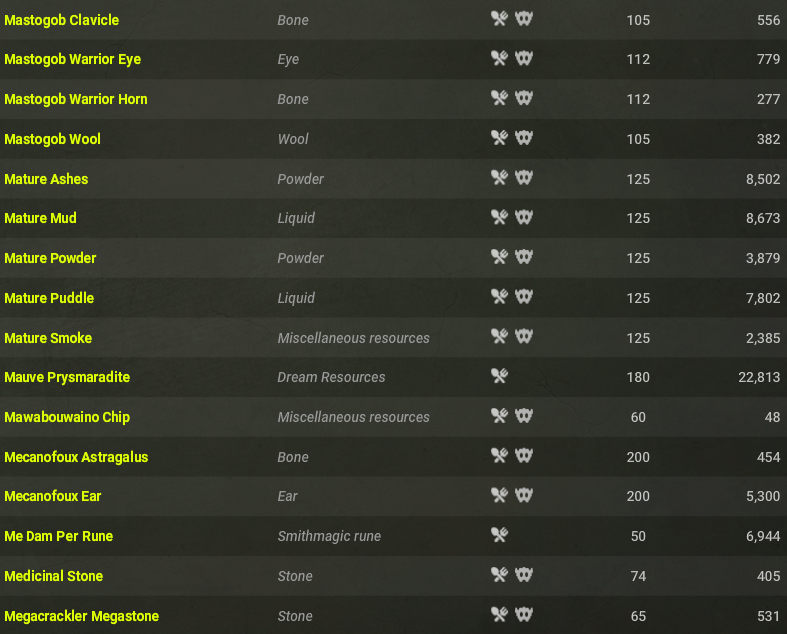 Mastogob Clavicle Bone 105 556
Mastogob Warrior Eye Eye 112 779
Mastogob Warrior Horn Bone 112 277
Mastogob Wool Wool 105 382
Mature Ashes Powder 125 8,502
Mature Mud Liquid 125 8,673
Mature Powder Powder 125 3,879
Mature Puddle Liquid 125 7,802
Mature Smoke Miscellaneous resources 125 2,385
Mauve Prysmaradite Dream Resources 180 22,813
Mawabouwaino Chip Miscellaneous resources 60 48
Mecanofoux Astragalus Bone 200 454
Mecanofoux Ear Ear 200 5,300
Me Dam Per Rune Smithmagic rune 50 6,944
Medicinal Stone Stone 74 405
Megacrackler Megastone Stone 65 531